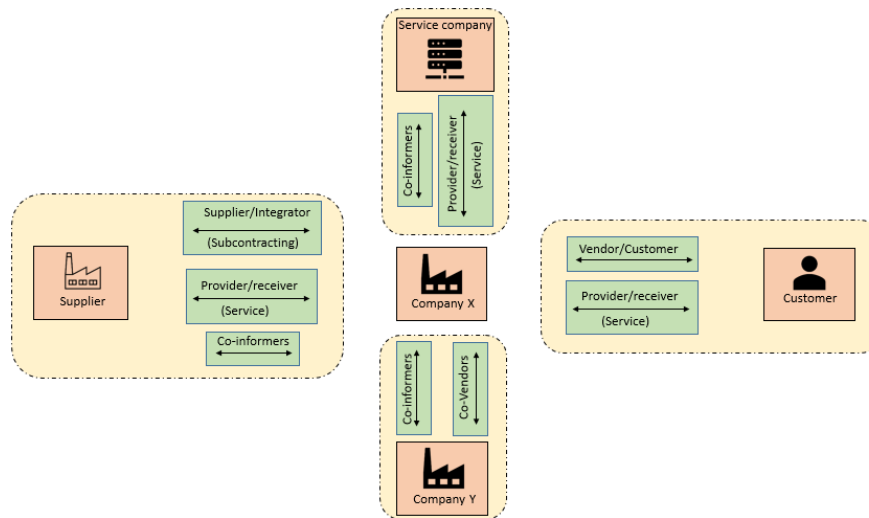 Service company
Co-informers
Provider/receiver
(Service)
Supplier/Integrator
(Subcontracting)
Provider/receiver
(Service)
Co-informers
Supplier
Company X
Vendor/Customer
Provider/receiver
(Service)
Customer
Co-informers
Co-Vendors
Company Y